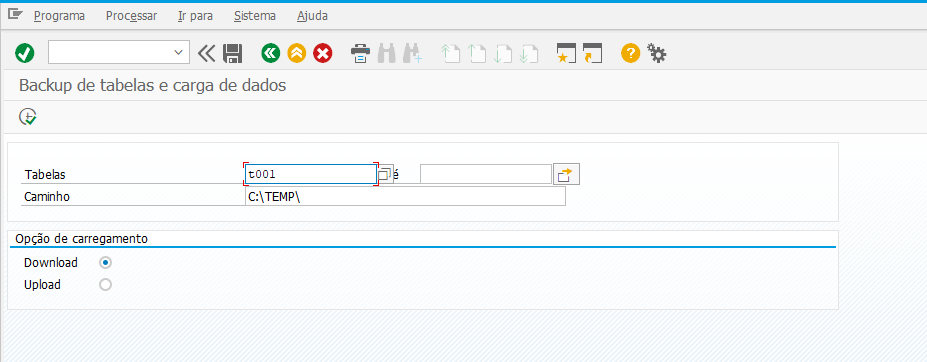 Programa Processar Ir para Sistema Ajuda
Backup de tabelas e carga de dados
Tabelas t001 é
Caminho C:\TEMP\
Opção de carregamento
Download
Upload